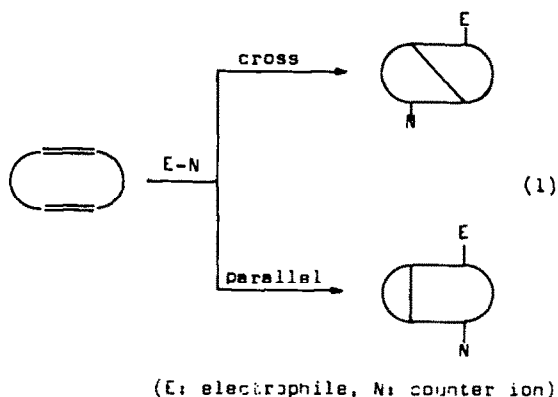 E
cross
N
E-N
(1)
E
parallel
N
(E: electrophile, N: counter ion)